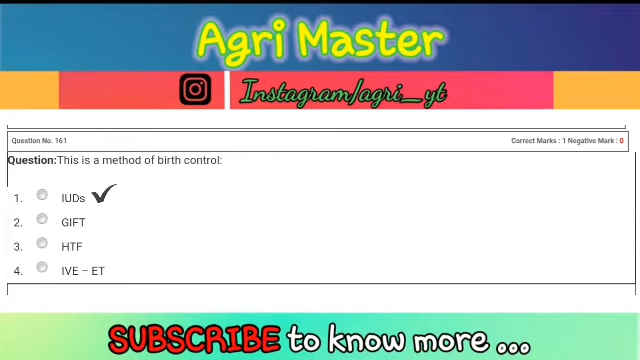 Agri Master
Instagram/agri_yt
Question No. 161 Correct Marks : 1 Negative Mark : 0
Question:This is a method of birth control:
1. IUDs
2. GIFT
3. HTF
4. IVE – ET
SUBSCRIBE to know more ...